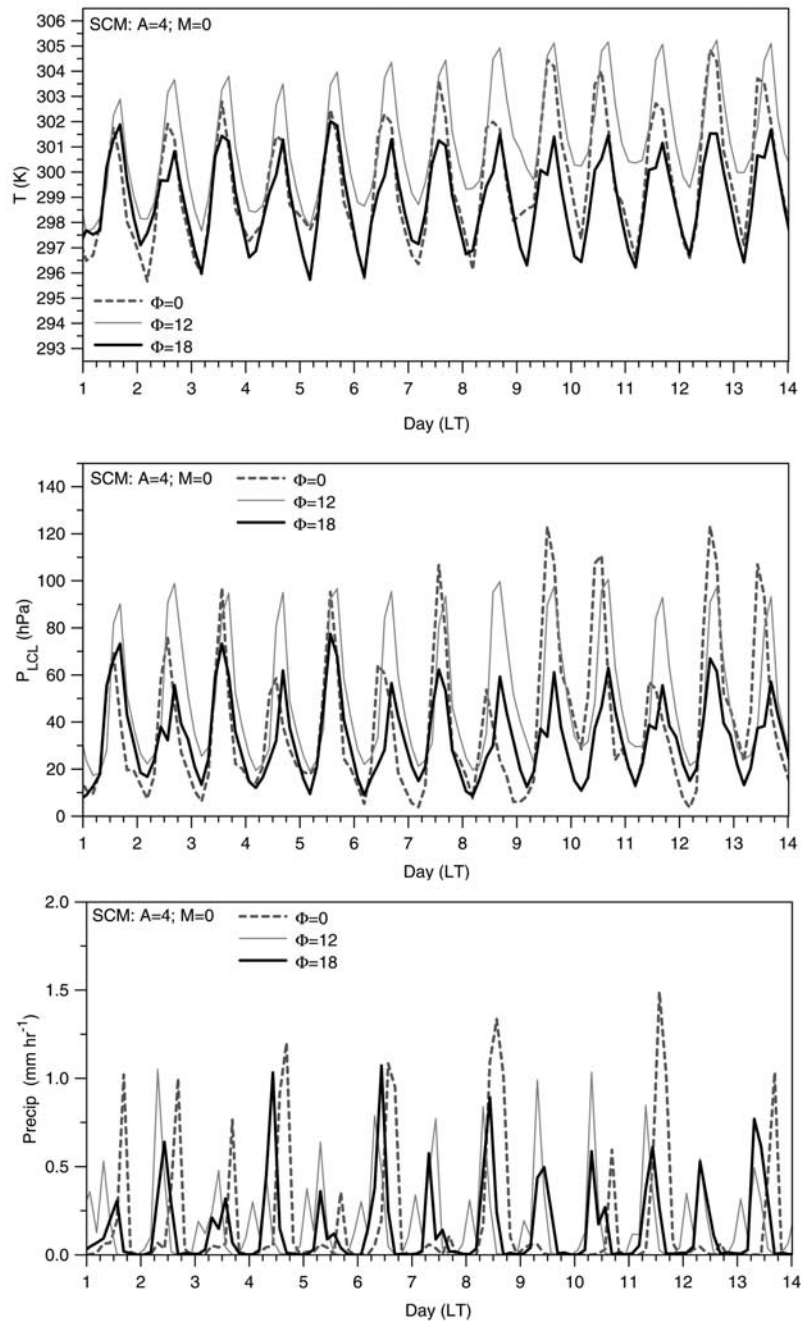 SCM: A=4; M=0
306
305
304
303
302
301
300
299
298
297
296
295
294
293
T (K)
Φ=0
Φ=12
Φ=18
1 2 3 4 5 6 7 8 9 10 11 12 13 14
Day (LT)
SCM: A=4; M=0
Φ=0
Φ=12
Φ=18
140
120
100
80
60
40
20
0
P_LCL (hPa)
1 2 3 4 5 6 7 8 9 10 11 12 13 14
Day (LT)
2.0
1.5
1.0
0.5
0.0
SCM: A=4; M=0
Φ=0
Φ=12
Φ=18
Precip (mm hr⁻¹)
1 2 3 4 5 6 7 8 9 10 11 12 13 14
Day (LT)